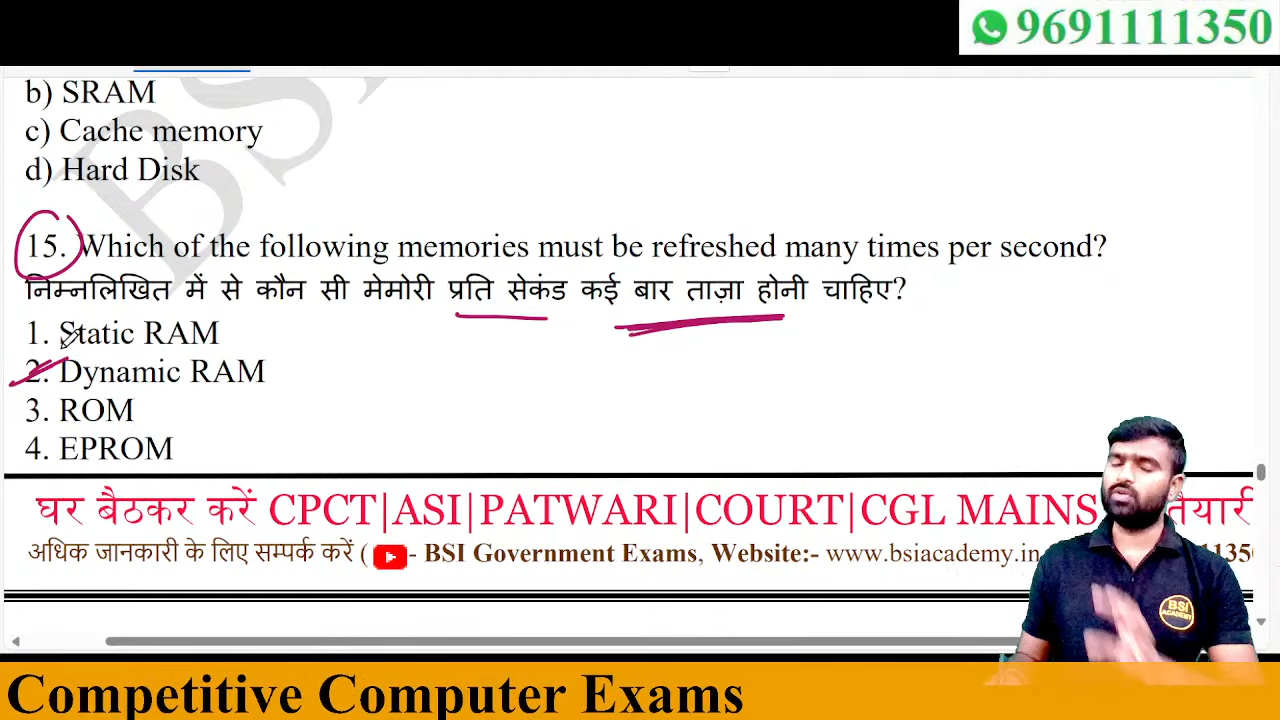 9691111350
b) SRAM
c) Cache memory
d) Hard Disk
15. Which of the following memories must be refreshed many times per second?
निम्नलिखित में से कौन सी मेमोरी प्रति सेकंड कई बार ताज़ा होनी चाहिए?
1. Static RAM
2. Dynamic RAM
3. ROM
4. EPROM
घर बैठकर करें CPCT|ASI|PATWARI|COURT|CGL MAINS
अधिक जानकारी के लिए सम्पर्क करें ( - BSI Government Exams, Website:- www.bsiacademy.in
BSI
ACADEMY
Competitive Computer Exams